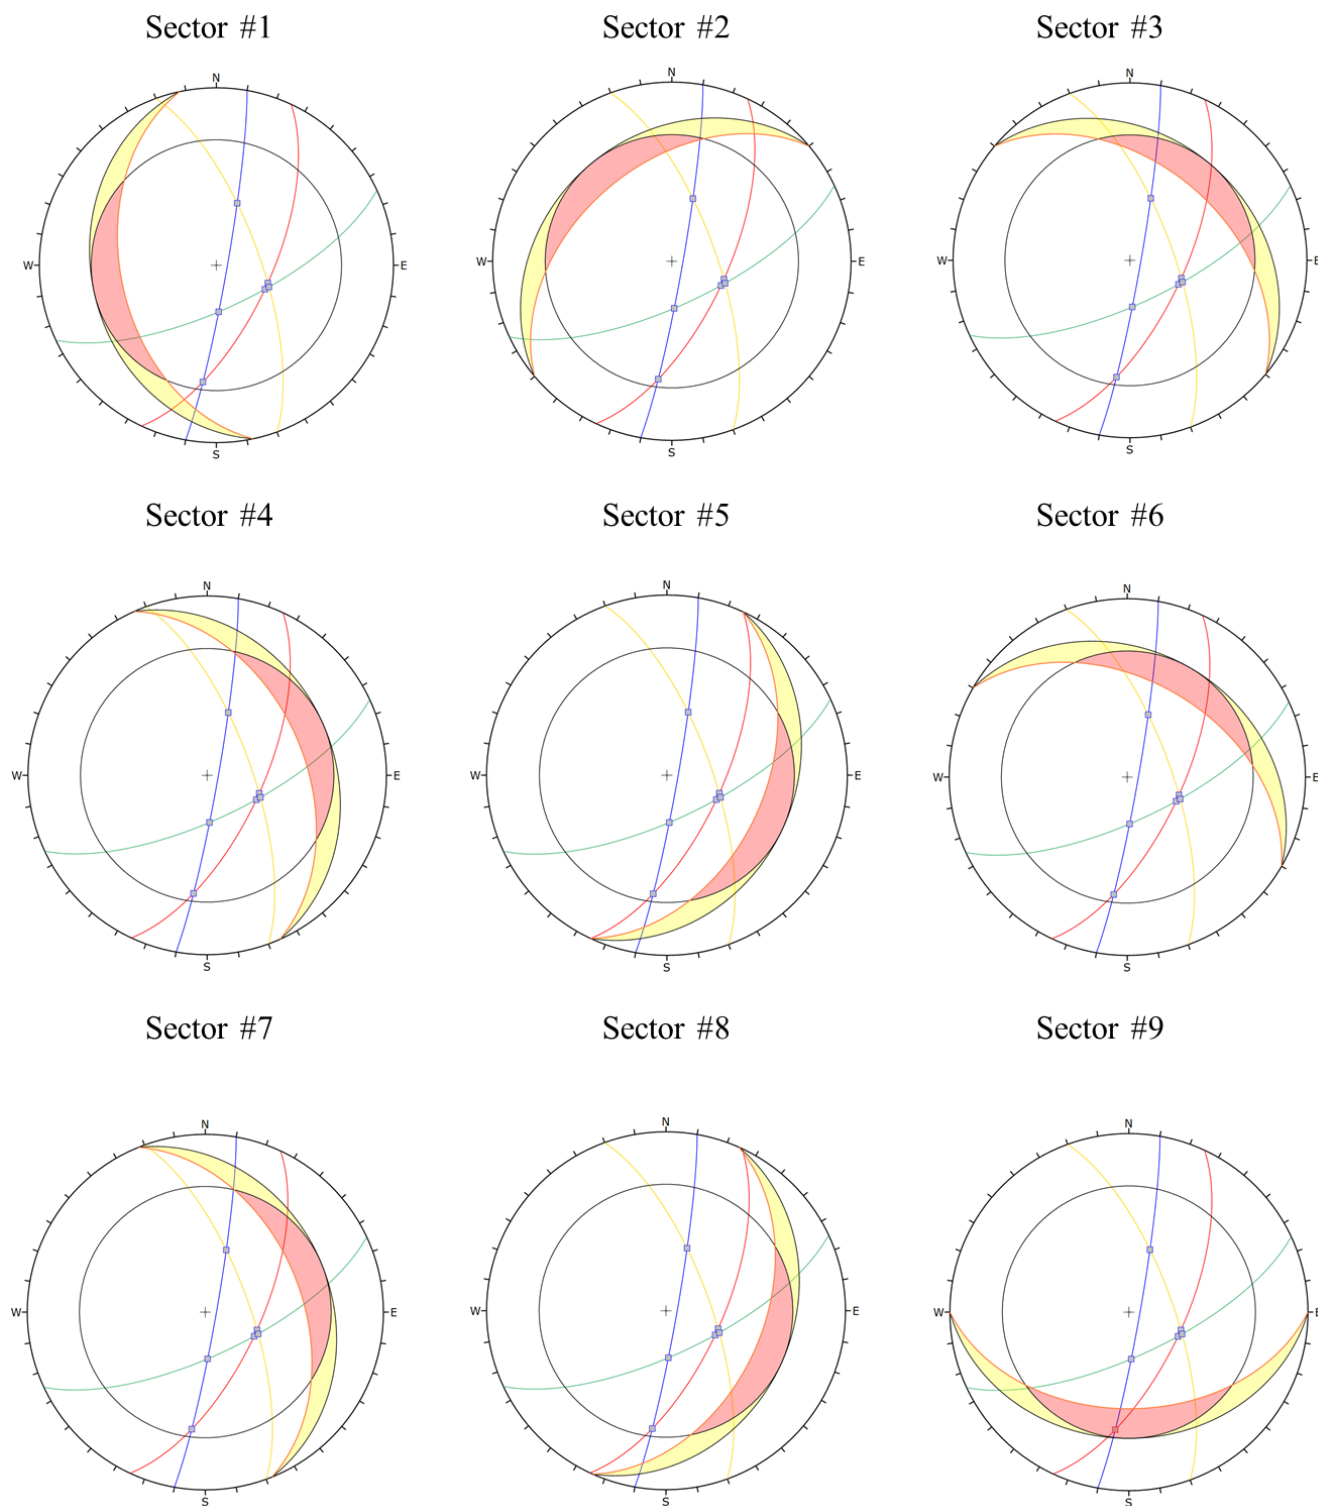 Sector #1 Sector #2 Sector #3
N N N
W E W E W E
S S S
Sector #4 Sector #5 Sector #6
N N N
W E W E W E
S S S
Sector #7 Sector #8 Sector #9
N N N
W E W E W E
S S S